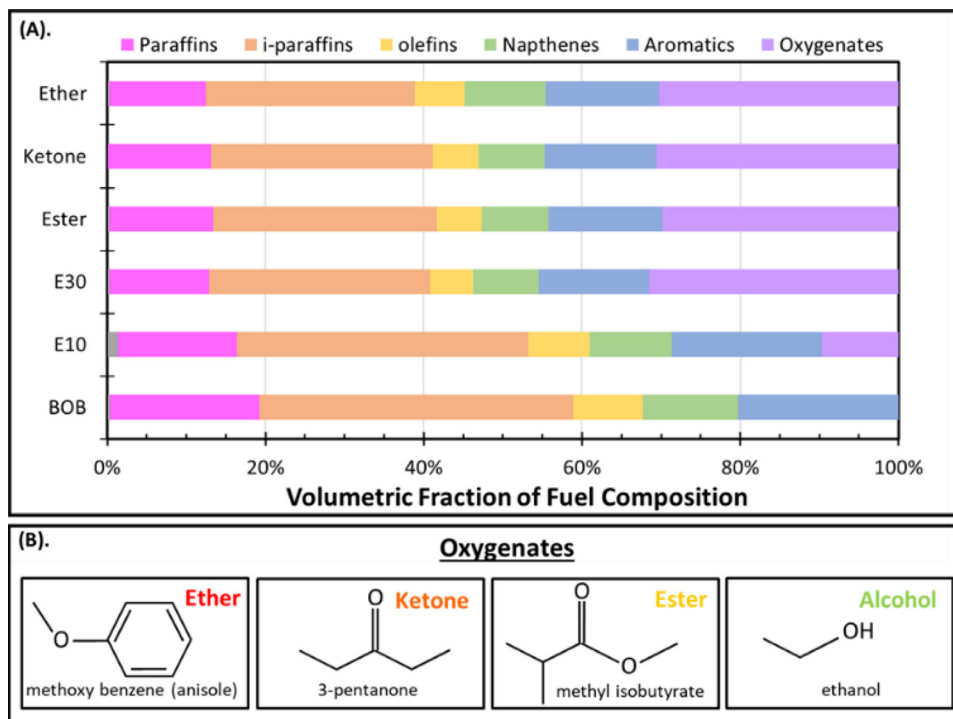 (A).
Paraffins i-paraffins olefins Napthenes Aromatics Oxygenates
Ether
Ketone
Ester
E30
E10
BOB
0% 20% 40% 60% 80% 100%
Volumetric Fraction of Fuel Composition
(B).
Oxygenates
Ether
O
methoxy benzene (anisole)
Ketone
O
3-pentanone
Ester
O
O
methyl isobutyrate
Alcohol
OH
ethanol